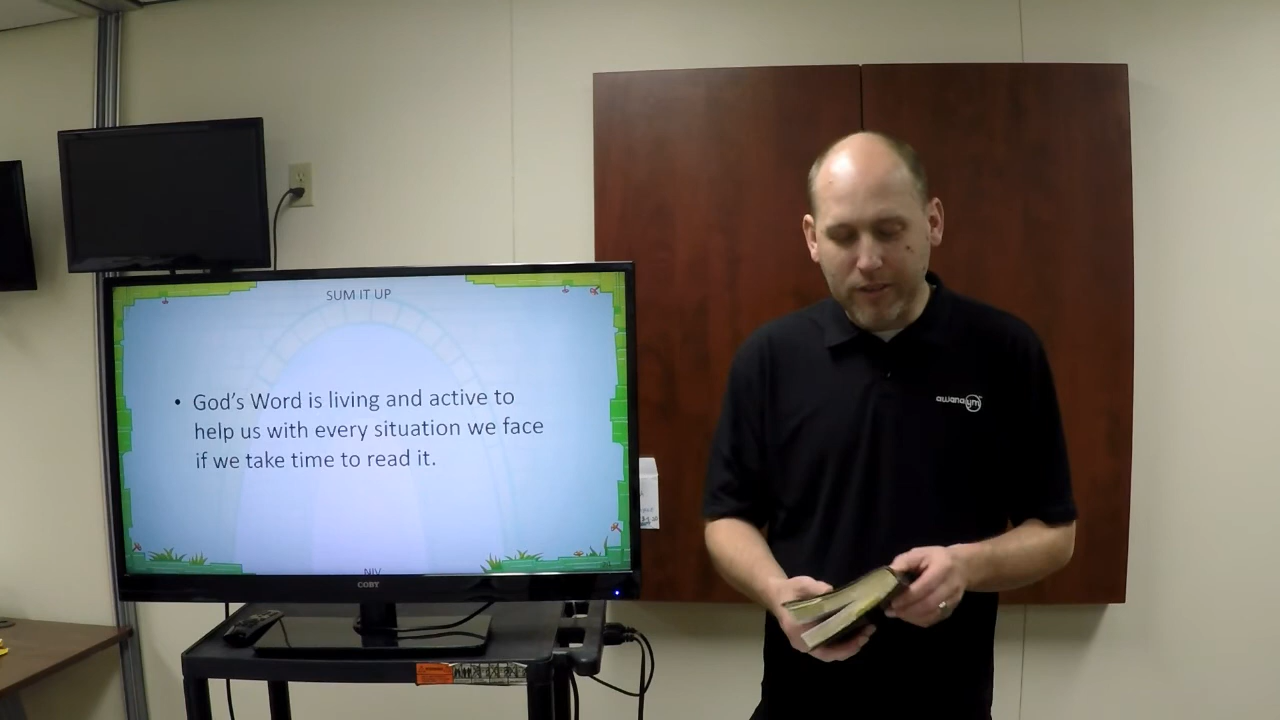 SUM IT UP
• God's Word is living and active to
help us with every situation we face
if we take time to read it.
NIV
COBY
awana ym